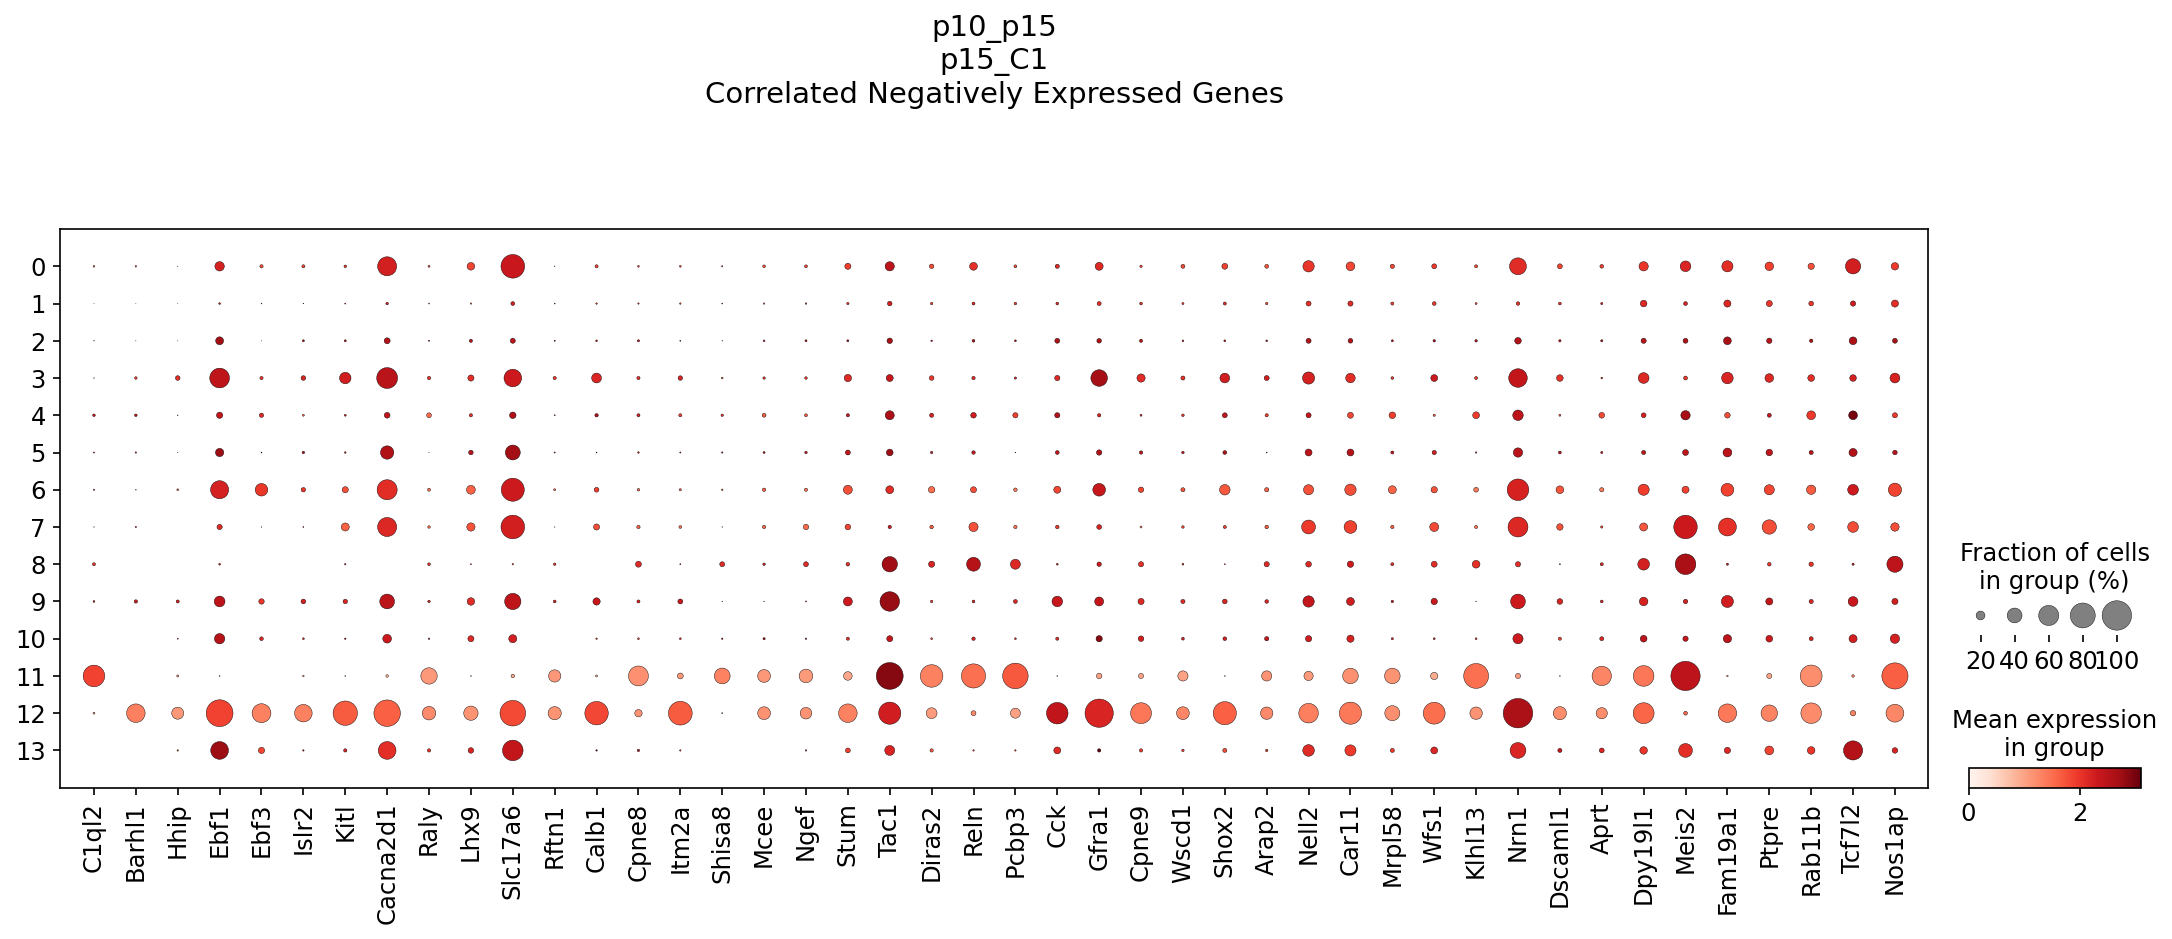 p10_p15
p15_C1
Correlated Negatively Expressed Genes
0
1
2
3
4
5
6
7
8
9
10
11
12
13
C1ql2
Barhl1
Hhip
Ebf1
Ebf3
Islr2
Kitl
Cacna2d1
Raly
Lhx9
Slc17a6
Rftn1
Calb1
Cpne8
Itm2a
Shisa8
Mcee
Ngef
Stum
Tac1
Diras2
Reln
Pcbp3
Cck
Gfra1
Cpne9
Wscd1
Shox2
Arap2
Nell2
Car11
Mrpl58
Wfs1
Klhl13
Nrn1
Dscaml1
Aprt
Dpy19l1
Meis2
Fam19a1
Ptpre
Rab11b
Tcf7l2
Nos1ap
Fraction of cells
in group (%)
20 40 60 80 100
Mean expression
in group
0 2